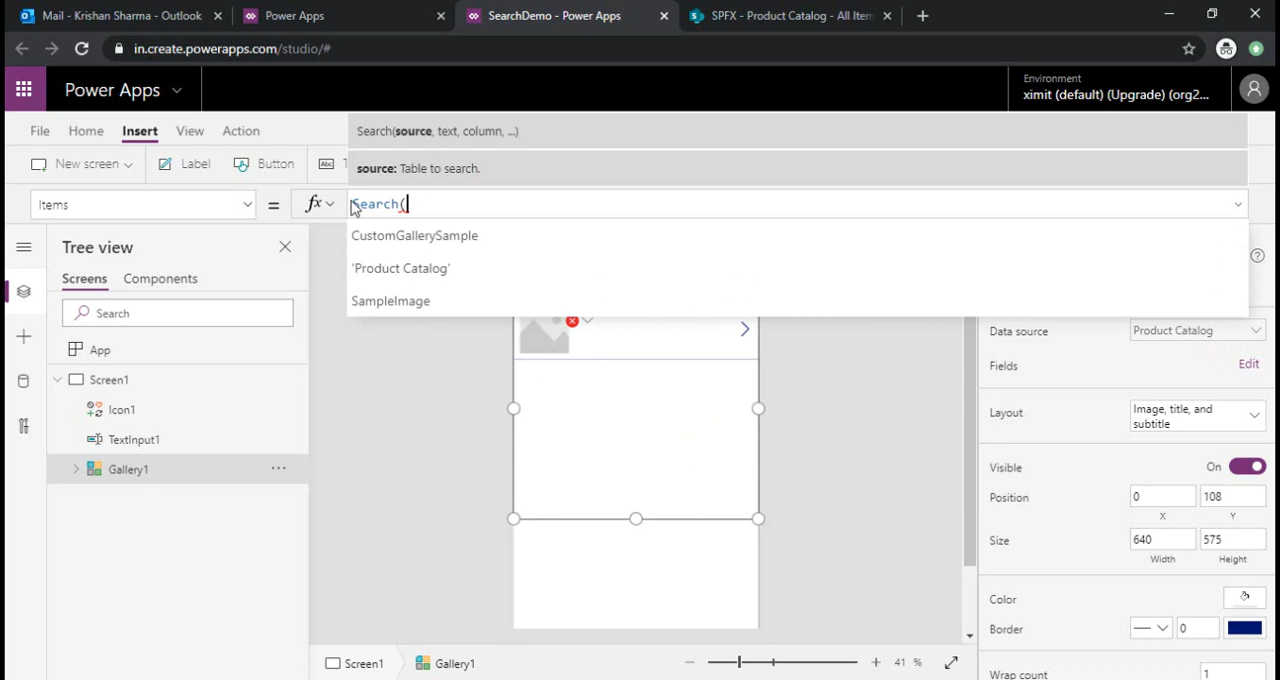 Mail - Krishan Sharma - Outlook
Power Apps
SearchDemo - Power Apps
SPFX - Product Catalog - All Item
in.create.powerapps.com/studio/#
Power Apps
Environment
ximit (default) (Upgrade) (org2...
File
Home
Insert
View
Action
Search(source, text, column, ...)
New screen
Label
Button
Abc
source: Table to search.
Items
=
fx
Search(
CustomGallerySample
'Product Catalog'
SampleImage
Tree view
Screens
Components
Search
App
Screen1
Icon1
TextInput1
Gallery1
Data source
Product Catalog
Fields
Edit
Layout
Image, title, and
subtitle
Visible
On
Position
0
108
X
Y
Size
640
575
Width
Height
Color
Border
0
Wrap count
1
Screen1
Gallery1
41 %